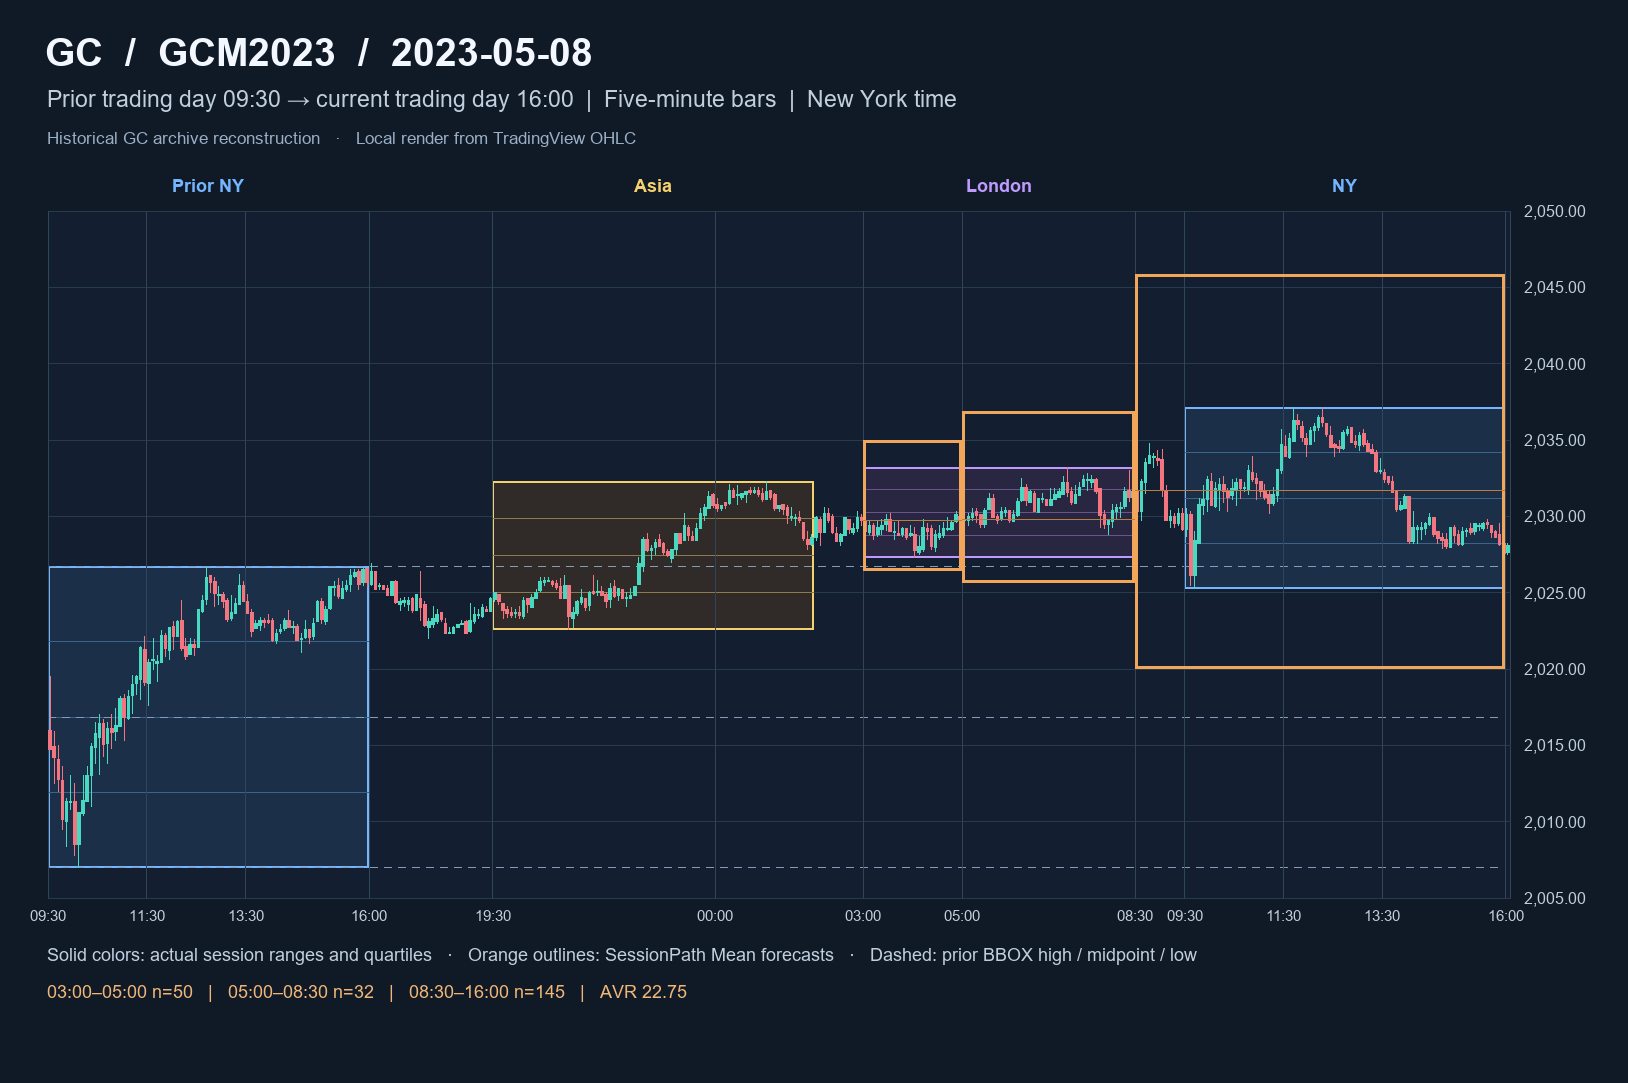 GC / GCM2023 / 2023-05-08
Prior trading day 09:30 → current trading day 16:00 | Five-minute bars | New York time
Historical GC archive reconstruction · Local render from TradingView OHLC
Prior NY Asia London NY
2,050.00
2,045.00
2,040.00
2,035.00
2,030.00
2,025.00
2,020.00
2,015.00
2,010.00
2,005.00
09:30 11:30 13:30 16:00 19:30 00:00 03:00 05:00 08:30 09:30 11:30 13:30 16:00
Solid colors: actual session ranges and quartiles · Orange outlines: SessionPath Mean forecasts · Dashed: prior BBOX high / midpoint / low
03:00–05:00 n=50 | 05:00–08:30 n=32 | 08:30–16:00 n=145 | AVR 22.75